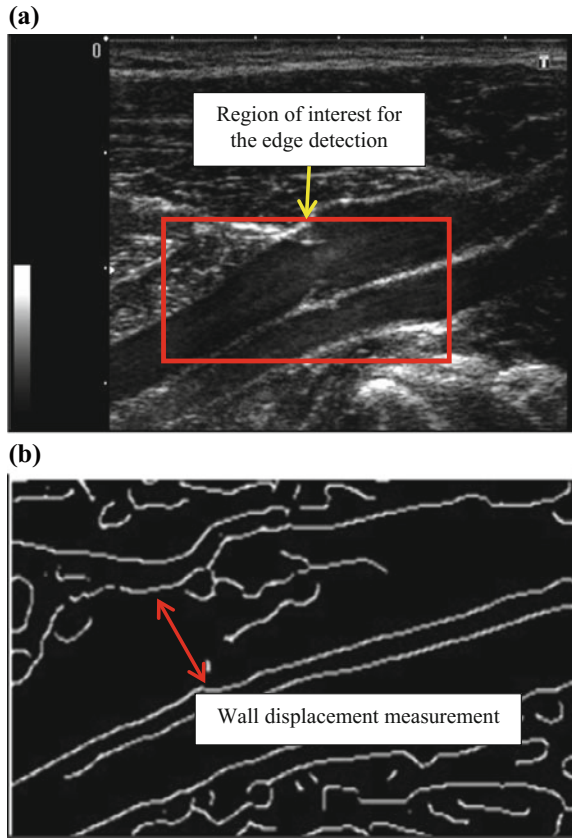 (a)
0
T
Region of interest for
the edge detection
(b)
Wall displacement measurement